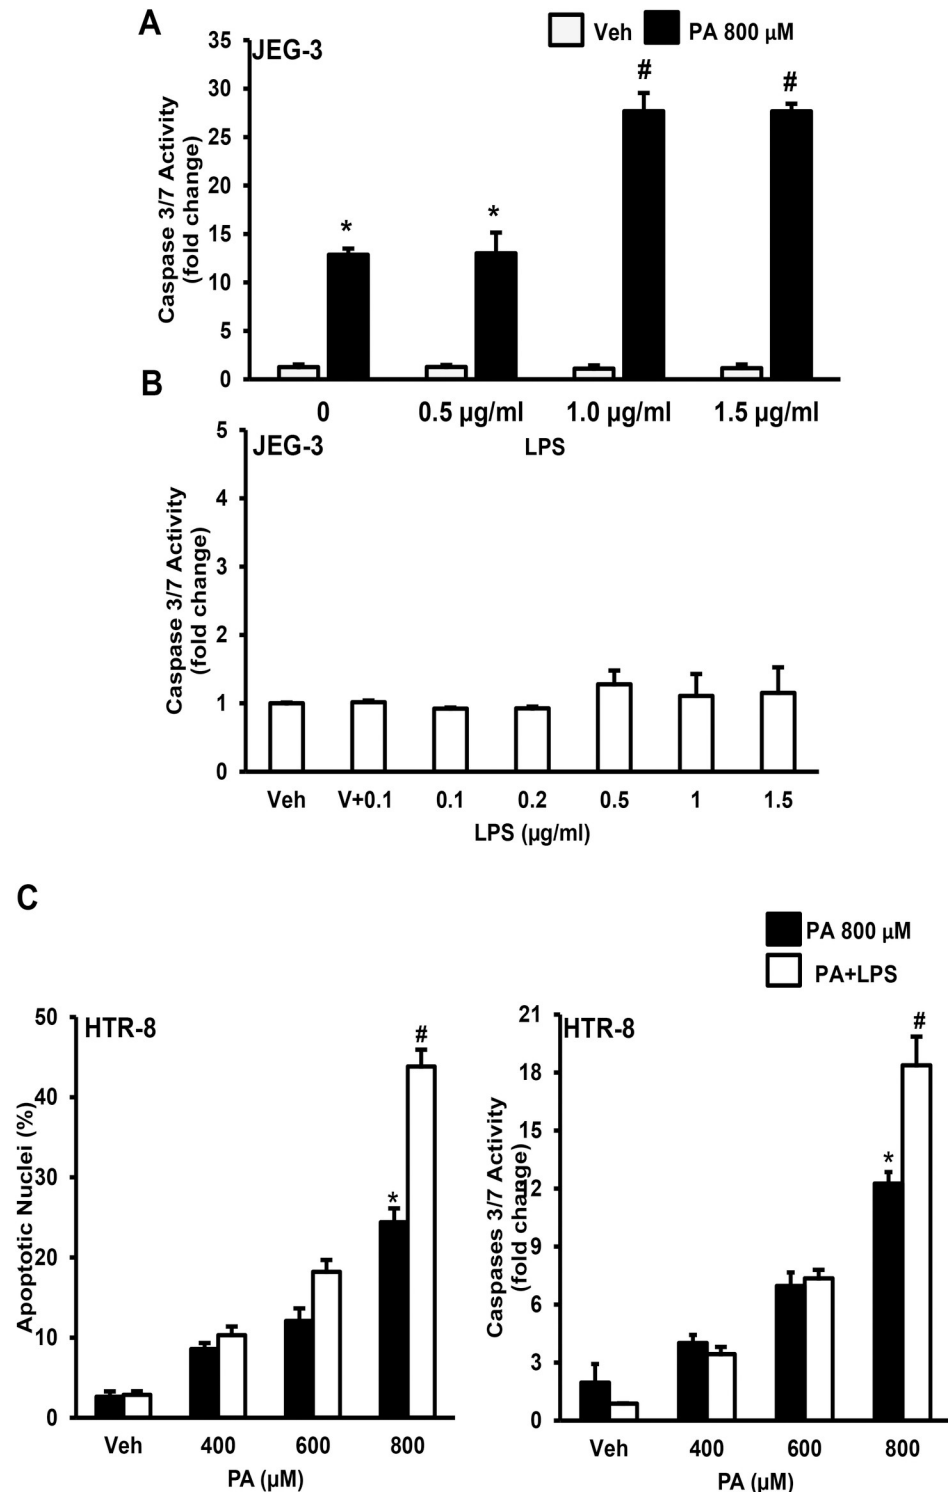 A
Veh PA 800 µM
JEG-3
35
30
25
20
15
10
5
0
Caspase 3/7 Activity
(fold change)
* * # #
0 0.5 µg/ml 1.0 µg/ml 1.5 µg/ml
LPS
B
JEG-3
5
4
3
2
1
0
Caspase 3/7 Activity
(fold change)
Veh V+0.1 0.1 0.2 0.5 1 1.5
LPS (µg/ml)
C
PA 800 µM
PA+LPS
HTR-8
50
40
30
20
10
0
Apoptotic Nuclei (%)
* #
Veh 400 600 800
PA (µM)
HTR-8
21
18
15
12
9
6
3
0
Caspases 3/7 Activity
(fold change)
* #
Veh 400 600 800
PA (µM)